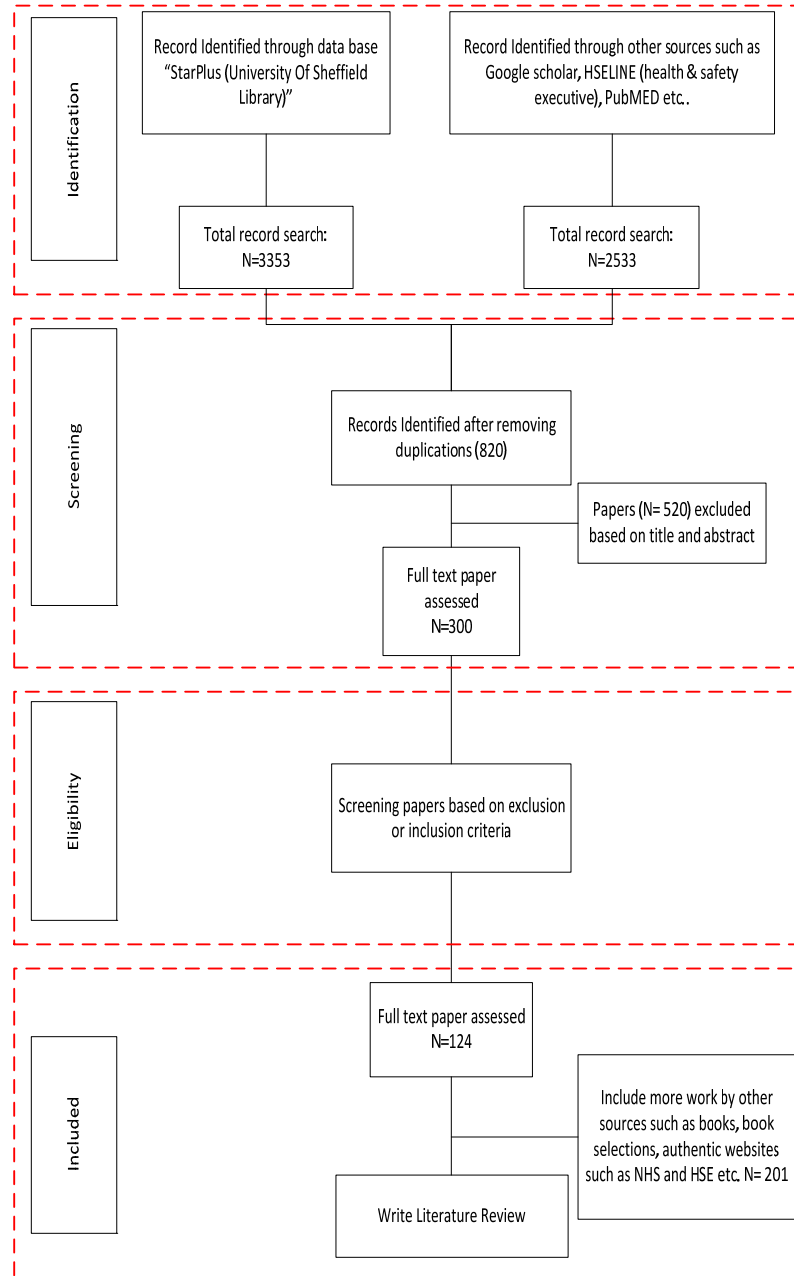 Identification
Record Identified through data base
“StarPlus (University Of Sheffield
Library)”
Record Identified through other sources such as
Google scholar, HSELINE (health & safety
executive), PubMED etc..
Total record search:
N=3353
Total record search:
N=2533
Screening
Records Identified after removing
duplications (820)
Papers (N= 520) excluded
based on title and abstract
Full text paper
assessed
N=300
Eligibility
Screening papers based on exclusion
or inclusion criteria
Included
Full text paper assessed
N=124
Include more work by other
sources such as books, book
selections, authentic websites
such as NHS and HSE etc. N= 201
Write Literature Review